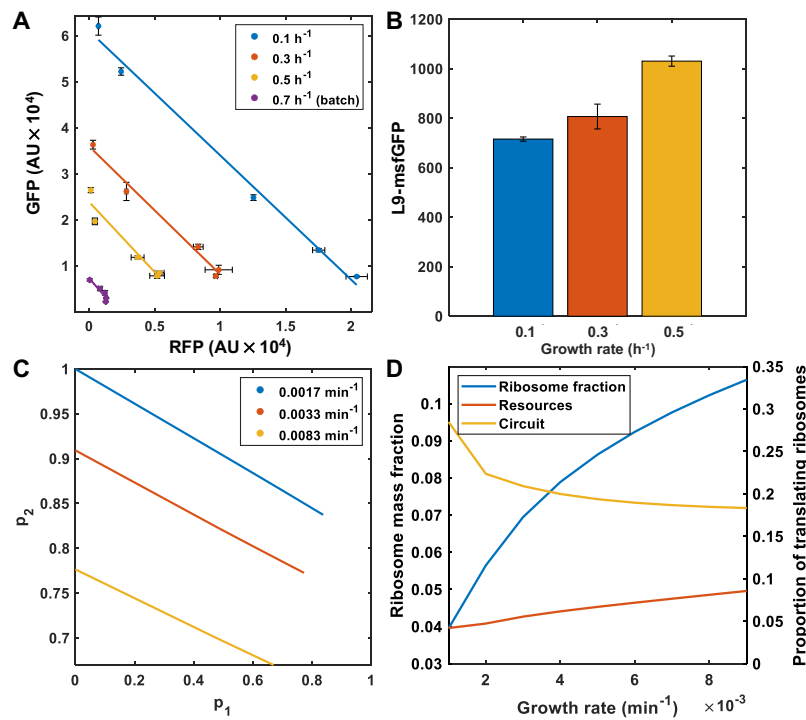 A
GFP (AU × 10⁴)
6
5
4
3
2
1
0
0.5
1
1.5
2
RFP (AU × 10⁴)
0.1 h⁻¹
0.3 h⁻¹
0.5 h⁻¹
0.7 h⁻¹ (batch)
B
L9-msfGFP
1200
1000
800
600
400
200
0
0.1
0.3
0.5
Growth rate (h⁻¹)
C
p₂
1
0.95
0.9
0.85
0.8
0.75
0.7
0
0.2
0.4
0.6
0.8
1
p₁
0.0017 min⁻¹
0.0033 min⁻¹
0.0083 min⁻¹
D
Ribosome mass fraction
0.1
0.09
0.08
0.07
0.06
0.05
0.04
0.03
Ribosome fraction
Resources
Circuit
0.35
0.3
0.25
0.2
0.15
0.1
0.05
0
Proportion of translating ribosomes
2
4
6
8
Growth rate (min⁻¹)
×10⁻³